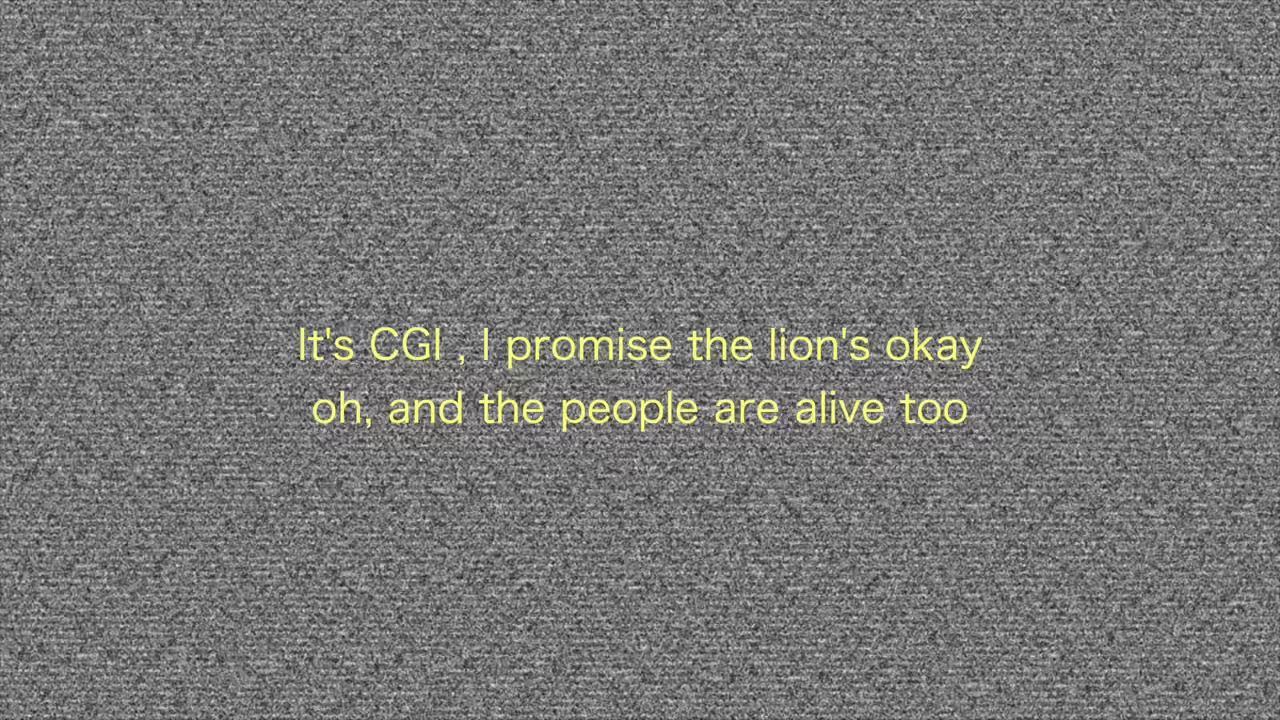 It's CGI , I promise the lion's okay
oh, and the people are alive too